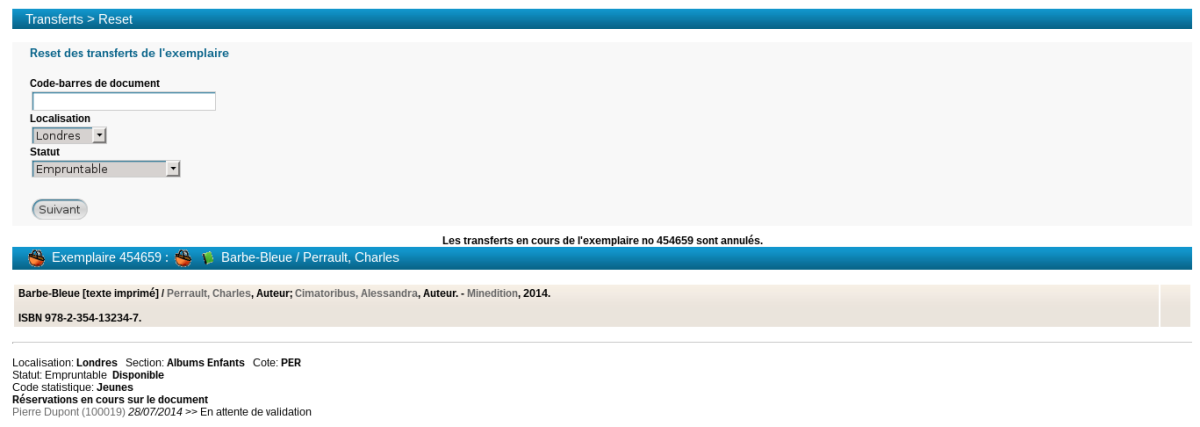 Transferts > Reset
Reset des transferts de l'exemplaire
Code-barres de document
Localisation
Londres
Statut
Empruntable
Suivant
Les transferts en cours de l'exemplaire no 454659 sont annulés.
Exemplaire 454659 : Barbe-Bleue / Perrault, Charles
Barbe-Bleue [texte imprimé] / Perrault, Charles, Auteur; Cimatoribus, Alessandra, Auteur. - Minedition, 2014.
ISBN 978-2-354-13234-7.
Localisation: Londres Section: Albums Enfants Cote: PER
Statut: Empruntable Disponible
Code statistique: Jeunes
Réservations en cours sur le document
Pierre Dupont (100019) 28/07/2014 >> En attente de validation